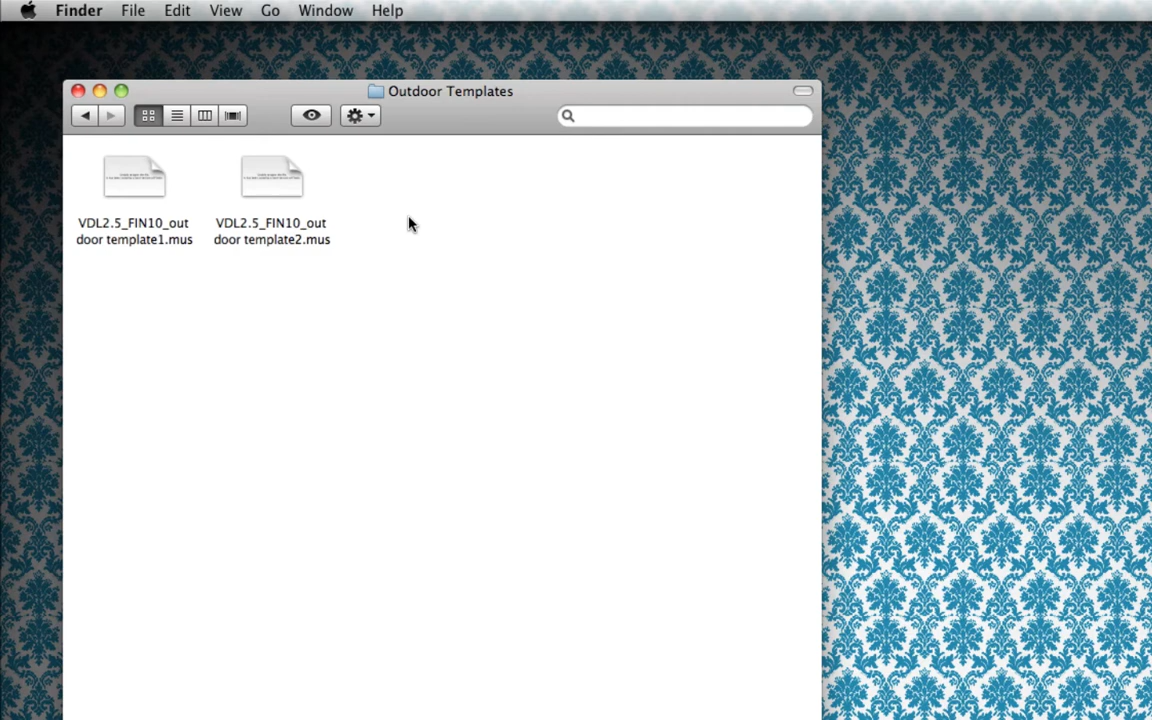 Finder File Edit View Go Window Help
Outdoor Templates
VDL2.5_FIN10_out
door template1.mus
VDL2.5_FIN10_out
door template2.mus